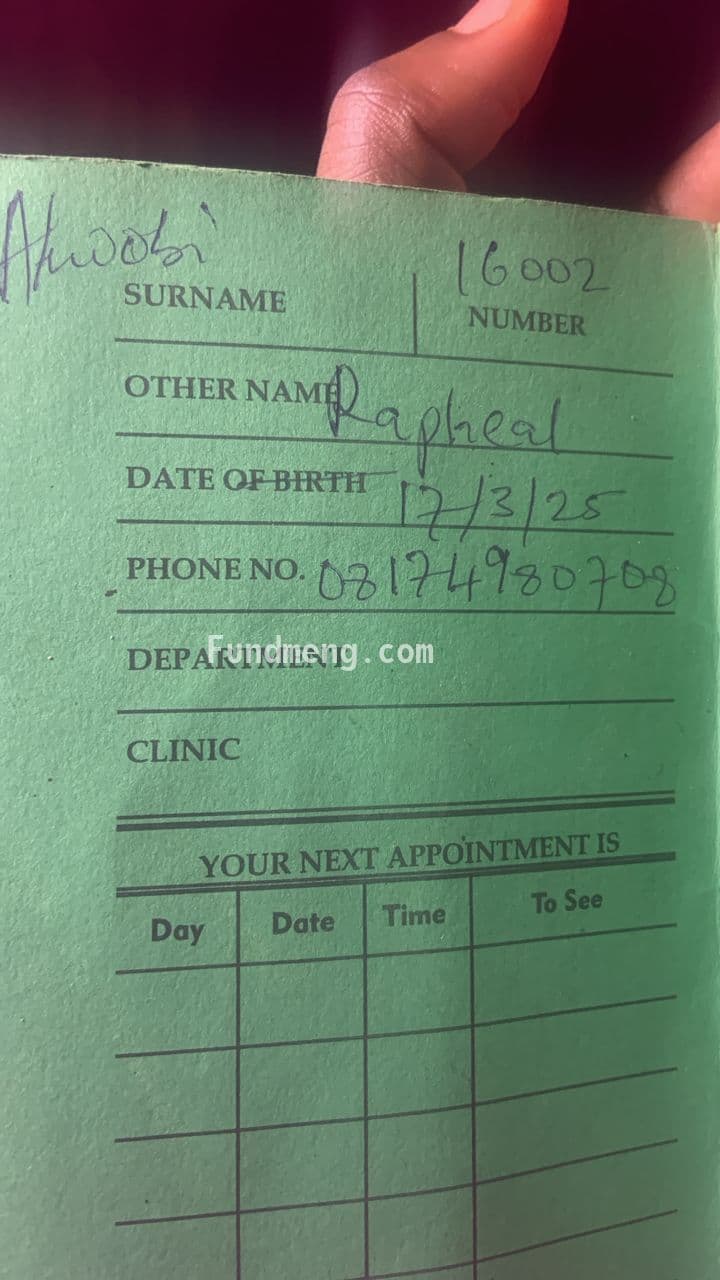 Akwobi 16002
SURNAME NUMBER
OTHER NAME Rapheal
DATE OF BIRTH 17/3/25
PHONE NO. 08174980708
Fundmeng.com
DEPARTMENT
CLINIC
YOUR NEXT APPOINTMENT IS
Day Date Time To See